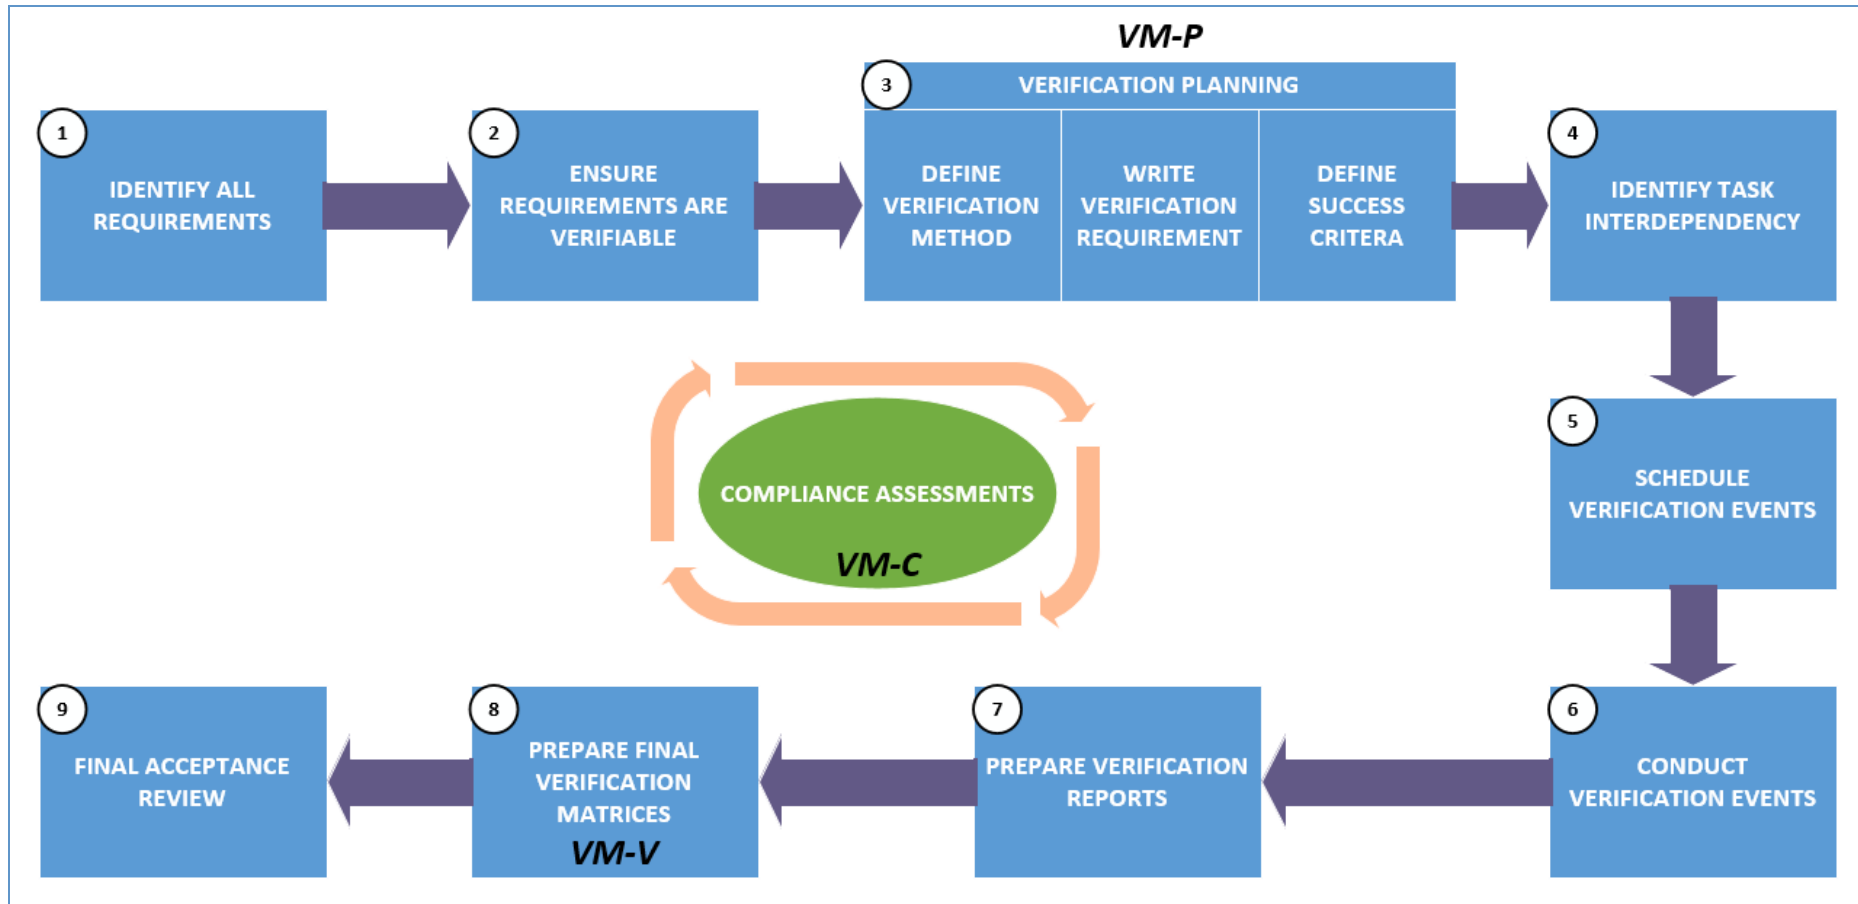 VM-P
1
IDENTIFY ALL
REQUIREMENTS
2
ENSURE
REQUIREMENTS ARE
VERIFIABLE
3
VERIFICATION PLANNING
DEFINE
VERIFICATION
METHOD
WRITE
VERIFICATION
REQUIREMENT
DEFINE
SUCCESS
CRITERA
4
IDENTIFY TASK
INTERDEPENDENCY
5
SCHEDULE
VERIFICATION EVENTS
COMPLIANCE ASSESSMENTS
VM-C
6
CONDUCT
VERIFICATION EVENTS
7
PREPARE VERIFICATION
REPORTS
8
PREPARE FINAL
VERIFICATION
MATRICES
VM-V
9
FINAL ACCEPTANCE
REVIEW